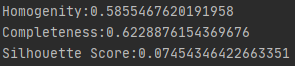 Homogenity:0.5855467620191958
Completeness:0.6228876154369676
Silhouette Score:0.07454346422663351